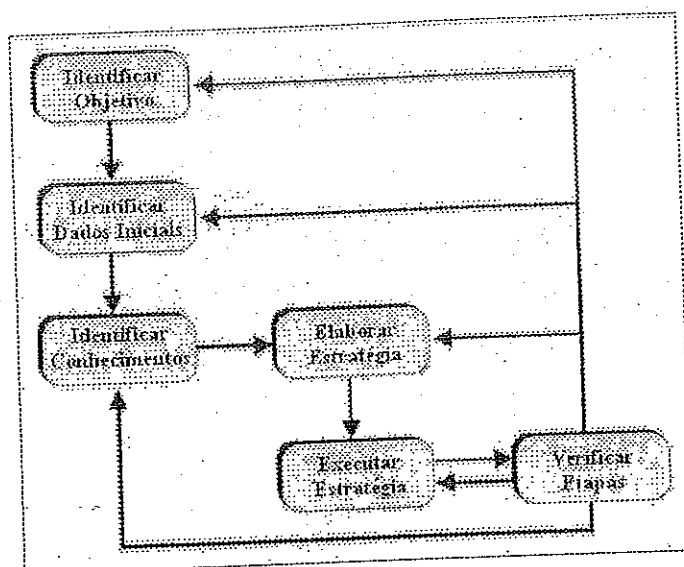 Identificar
Objetivo
Identificar
Dados Iniciais
Identificar
Conhecimentos
Elaborar
Estratégia
Executar
Estratégia
Verificar
Etapas